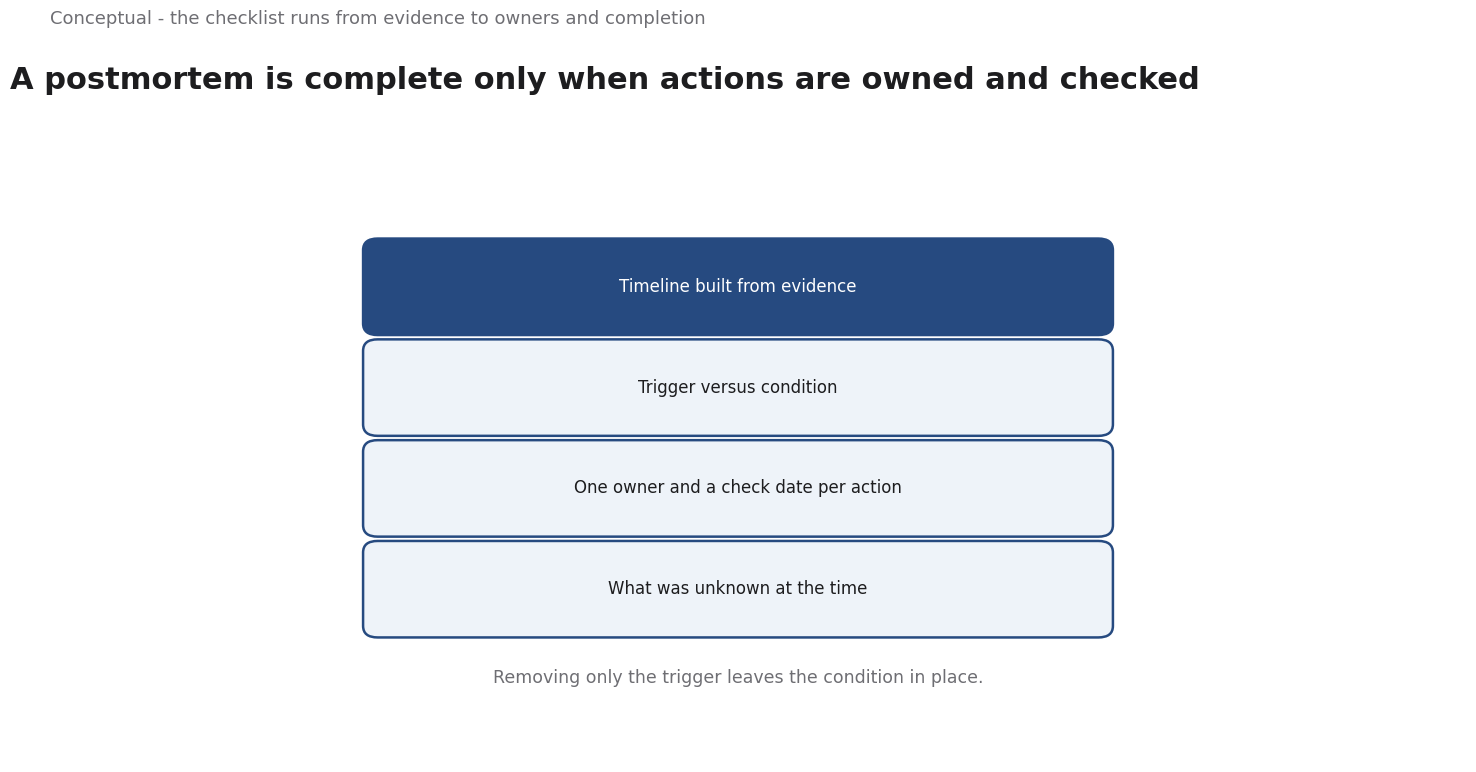 Conceptual - the checklist runs from evidence to owners and completion
A postmortem is complete only when actions are owned and checked
Timeline built from evidence
Trigger versus condition
One owner and a check date per action
What was unknown at the time
Removing only the trigger leaves the condition in place.